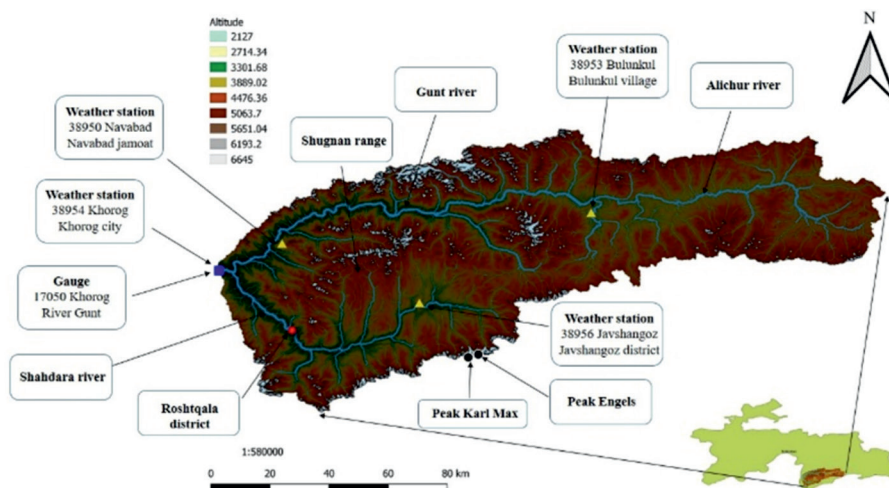 N
Altitude
2127
2714.34
3301.68
3889.02
4476.36
5063.7
5651.04
6193.2
6645
Weather station
38953 Bulunkul
Bulunkul village
Gunt river
Alichur river
Weather station
38950 Navabad
Navabad jamoat
Shugnan range
Weather station
38954 Khorog
Khorog city
Gauge
17050 Khorog
River Gunt
Weather station
38956 Javshangoz
Javshangoz district
Shahdara river
Roshtqala
district
Peak Karl Max
Peak Engels
1:580000
0 20 40 60 80 km